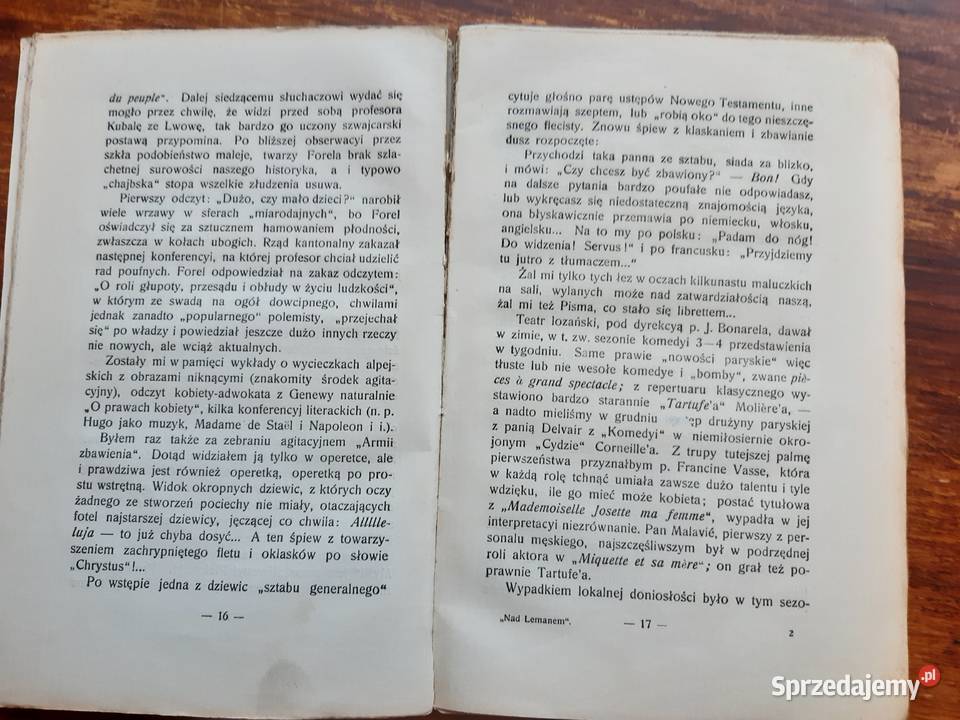 du peuple“. Dalej siedzącemu słuchaczowi wydać się
mogło przez chwilę, że widzi przed sobą profesora
Kubalę ze Lwowę, tak bardzo go uczony szwajcarski
postawą przypomina. Po bliższej obserwacyi przez
szkła podobieństwo maleje, twarzy Forela brak szla-
chetnej surowości naszego historyka, a i typowo
„chajbska“ stopa wszelkie złudzenia usuwa.
Pierwszy odczyt: „Dużo, czy mało dzieci?“ narobił
wiele wrzawy w sferach „miarodajnych“, bo Forel
oświadczył się za sztucznem hamowaniem płodności,
zwłaszcza w kołach ubogich. Rząd kantonalny zakazał
następnej konferencyi, na której profesor chciał udzielić
rad poufnych. Forel odpowiedział na zakaz odczytem:
„O roli głupoty, przesądu i obłudy w życiu ludzkości“,
w którym ze swadą na ogół dowcipnego, chwilami
jednak zanadto „popularnego“ polemisty, „przejechał
się“ po władzy i powiedział jeszcze dużo innych rzeczy
nie nowych, ale wciąż aktualnych.
Zostały mi w pamięci wykłady o wycieczkach alpej-
skich z obrazami niknącymi (znakomity środek agita-
cyjny), odczyt kobiety-adwokata z Genewy naturalnie
„O prawach kobiety“, kilka konferencyj literackich (n. p.
Hugo jako muzyk, Madame de Staël i Napoleon i i.).
Byłem raz także za zebraniu agitacyjnem „Armii
zbawienia“. Dotąd widziałem ją tylko w operetce, ale
i prawdziwa jest również operetką, operetką po pro-
stu wstrętną. Widok okropnych dziewic, z których oczy
żadnego ze stworzeń pociechy nie miały, otaczających
fotel najstarszej dziewicy, jęczącej co chwila: Alllle-
luja — to już chyba dosyć... A ten śpiew z towarzy-
szeniem zachrypniętego fletu i oklasków po słowie
„Chrystus“!...
Po wstępie jedna z dziewic „sztabu generalnego“
— 16 —
cytuje głośno parę ustępów Nowego Testamentu, inne
rozmawiają szeptem, lub „robią oko“ do tego nieszczę-
snego flecisty. Znowu śpiew z klaskaniem i zbawianie
dusz rozpoczęte:
Przychodzi taka panna ze sztabu, siada za blizko,
i mówi: „Czy chcesz być zbawiony?“ — Bon! Gdy
na dalsze pytania bardzo poufałe nie odpowiadasz,
lub wykręcasz się niedostateczną znajomością języka,
ona błyskawicznie przemawia po niemiecku, włosku,
angielsku... Na to my po polsku: „Padam do nóg!
Do widzenia! Servus!“ i po francusku: „Przyjdziemy
tu jutro z tłumaczem...“
Żal mi tylko tych łez w oczach kilkunastu maluczkich
na sali, wylanych może nad zatwardziałością naszą,
żal mi też Pisma, co stało się librettem...
Teatr lozański, pod dyrekcyą p. J. Bonarela, dawał
w zimie, w t. zw. sezonie komedyi 3—4 przedstawienia
w tygodniu. Same prawie „nowości paryskie“ więc
tłuste lub nie wesołe komedye i „bomby“, zwane piè-
ces à grand spectacle; z repertuaru klasycznego wy-
stawiono bardzo starannie „Tartufe’a“ Molière’a, —
a nadto mieliśmy w grudniu ęp drużyny paryskiej
z panią Delvair z „Komedyi“ w niemiłosiernie okro-
jonym „Cydzie“ Corneille’a. Z trupy tutejszej palmę
pierwszeństwa przyznałbym p. Francine Vasse, która
w każdą rolę tchnąć umiała zawsze dużo talentu i tyle
wdzięku, ile go mieć może kobieta; postać tytułowa
z „Mademoiselle Josette ma femme“, wypadła w jej
interpretacyi niezrównanie. Pan Malavić, pierwszy z per-
sonalu męskiego, najszczęśliwszym był w podrzędnej
roli aktora w „Miquette et sa mère“; on grał też po-
prawnie Tartufe’a.
Wypadkiem lokalnej doniosłości było w tym sezo-
„Nad Lemanem“. — 17 — 2
Sprzedajemy.pl